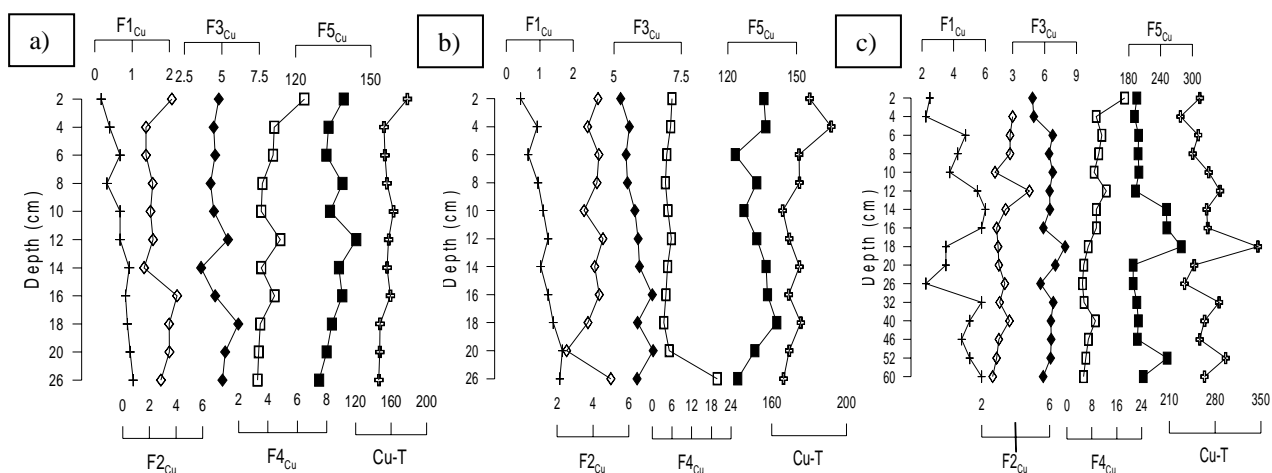 a)
F1Cu
F3Cu
F5Cu
0 1 2 2.5 5 7.5 120 150
Depth (cm)
2
4
6
8
10
12
14
16
18
20
26
0 2 4 6 2 4 6 8 120 160 200
F2Cu
F4Cu
Cu-T
b)
F1Cu
F3Cu
F5Cu
0 1 2 5 7.5 120 150
Depth (cm)
2
4
6
8
10
12
14
16
18
20
26
2 4 6 0 6 12 18 24 160 200
F2Cu
F4Cu
Cu-T
c)
F1Cu
F3Cu
F5Cu
2 4 6 3 6 9 180 240 300
Depth (cm)
2
4
6
8
10
12
14
16
18
20
26
32
40
46
52
60
2 6 0 8 16 24 210 280 350
F2Cu
F4Cu
Cu-T